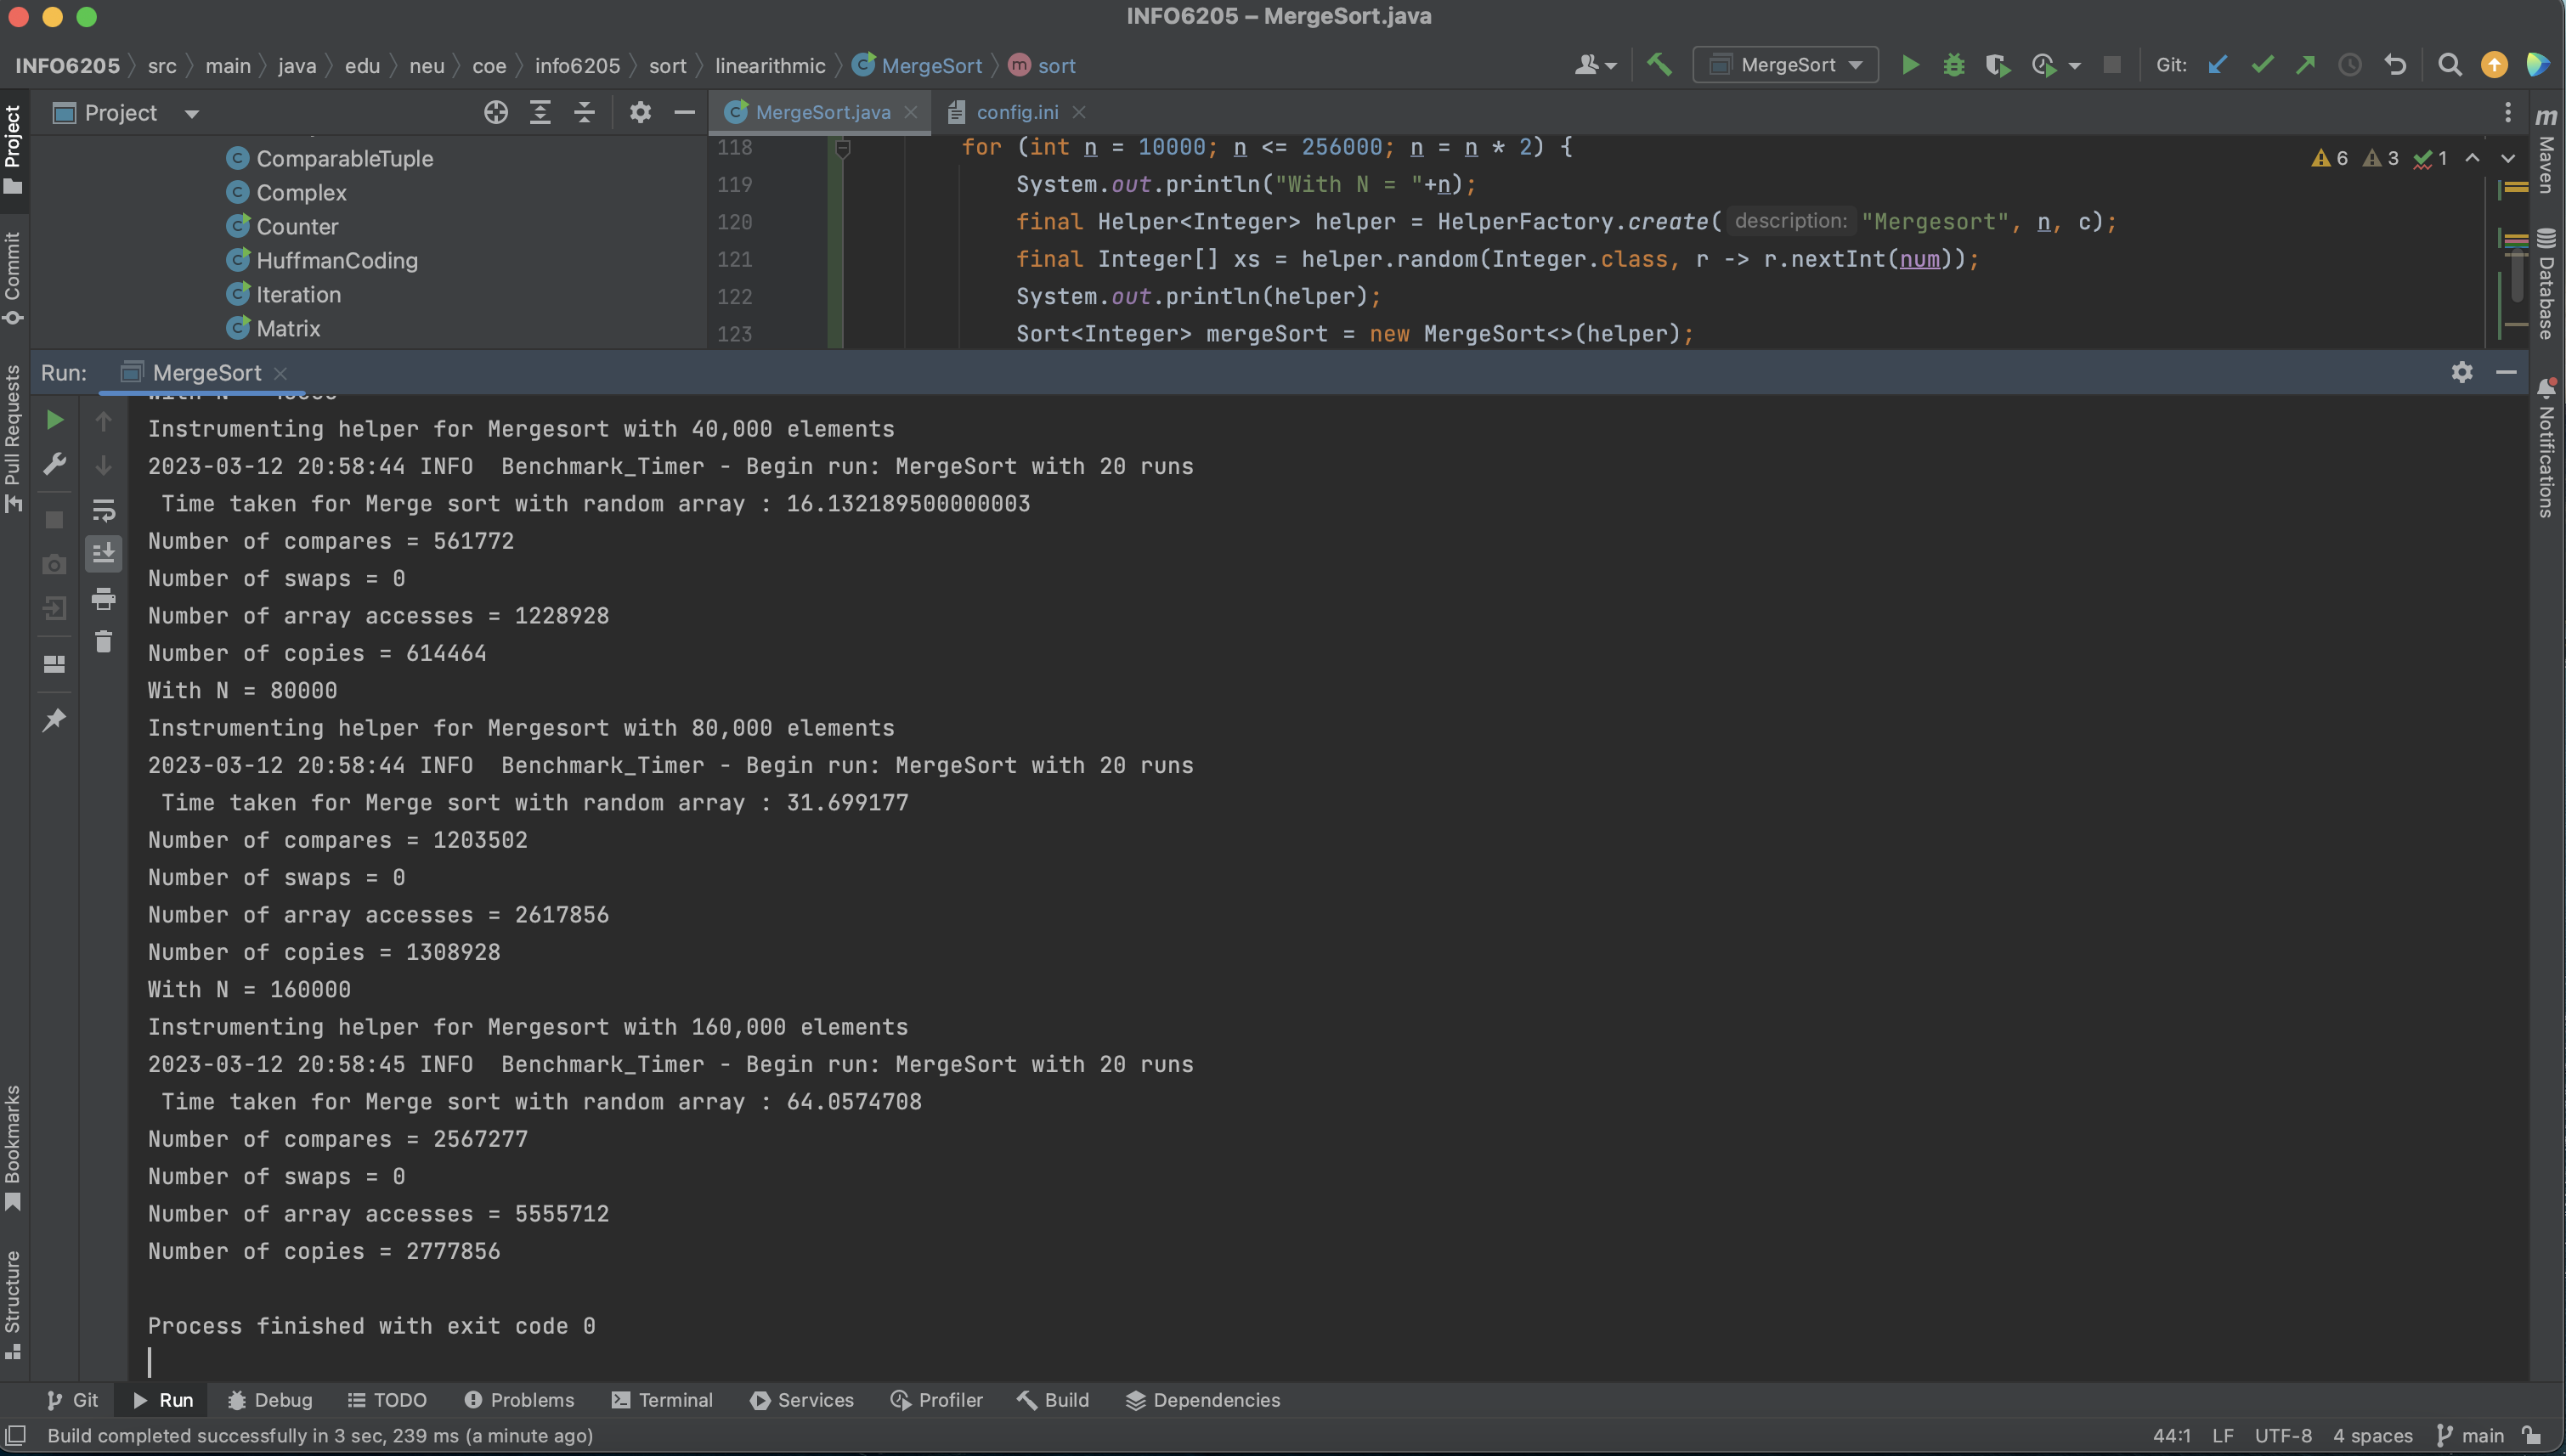 INFO6205 – MergeSort.java
INFO6205 src main java edu neu coe info6205 sort linearithmic MergeSort sort MergeSort Git:
Project MergeSort.java config.ini
ComparableTuple
Complex
Counter
HuffmanCoding
Iteration
Matrix
118 for (int n = 10000; n <= 256000; n = n * 2) {
119 System.out.println("With N = "+n);
120 final Helper<Integer> helper = HelperFactory.create( description: "Mergesort", n, c);
121 final Integer[] xs = helper.random(Integer.class, r -> r.nextInt(num));
122 System.out.println(helper);
123 Sort<Integer> mergeSort = new MergeSort<>(helper);
6 3 1
Run: MergeSort
Instrumenting helper for Mergesort with 40,000 elements
2023-03-12 20:58:44 INFO  Benchmark_Timer - Begin run: MergeSort with 20 runs
 Time taken for Merge sort with random array : 16.132189500000003
Number of compares = 561772
Number of swaps = 0
Number of array accesses = 1228928
Number of copies = 614464
With N = 80000
Instrumenting helper for Mergesort with 80,000 elements
2023-03-12 20:58:44 INFO  Benchmark_Timer - Begin run: MergeSort with 20 runs
 Time taken for Merge sort with random array : 31.699177
Number of compares = 1203502
Number of swaps = 0
Number of array accesses = 2617856
Number of copies = 1308928
With N = 160000
Instrumenting helper for Mergesort with 160,000 elements
2023-03-12 20:58:45 INFO  Benchmark_Timer - Begin run: MergeSort with 20 runs
 Time taken for Merge sort with random array : 64.0574708
Number of compares = 2567277
Number of swaps = 0
Number of array accesses = 5555712
Number of copies = 2777856
Process finished with exit code 0
Project
Commit
Pull Requests
Bookmarks
Structure
m Maven
Database
Notifications
Git Run Debug TODO Problems Terminal Services Profiler Build Dependencies
Build completed successfully in 3 sec, 239 ms (a minute ago) 44:1 LF UTF-8 4 spaces main